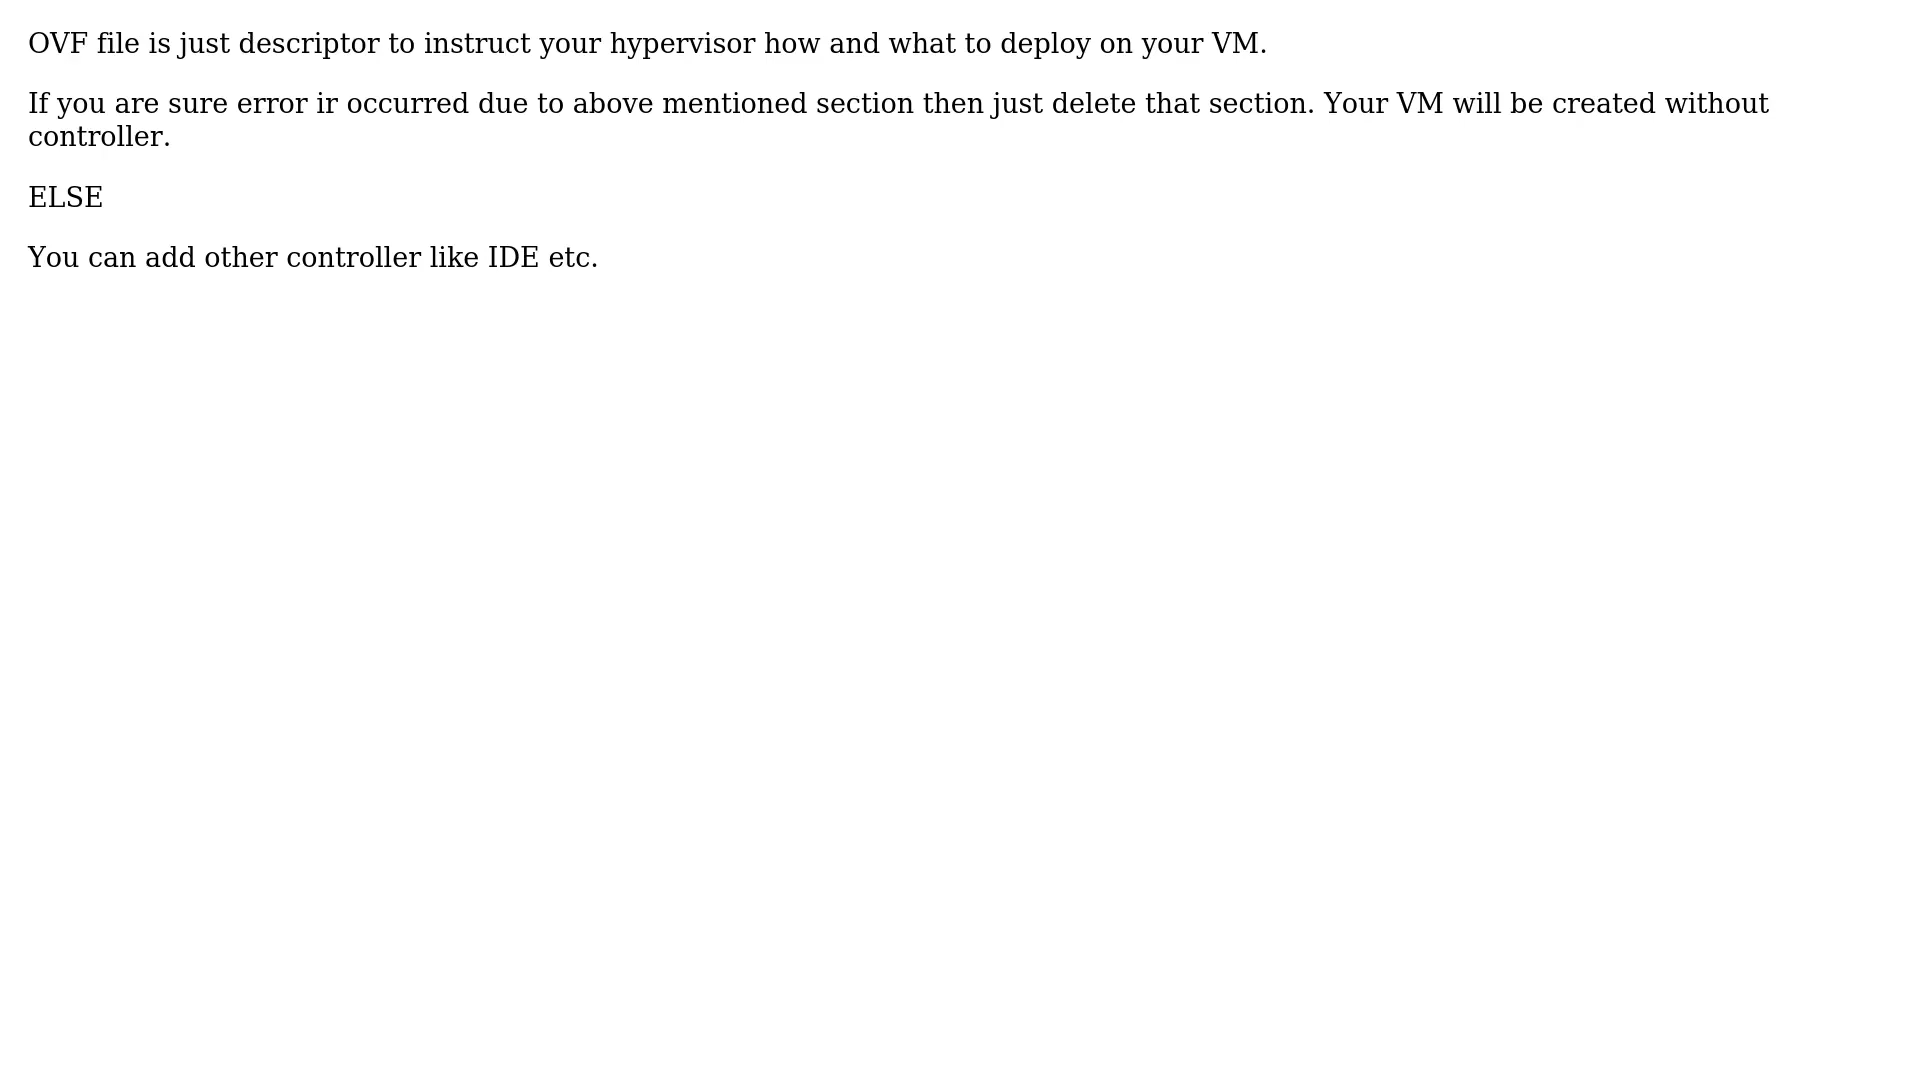 OVF file is just descriptor to instruct your hypervisor how and what to deploy on your VM.
If you are sure error ir occurred due to above mentioned section then just delete that section. Your VM will be created without
controller.
ELSE
You can add other controller like IDE etc.